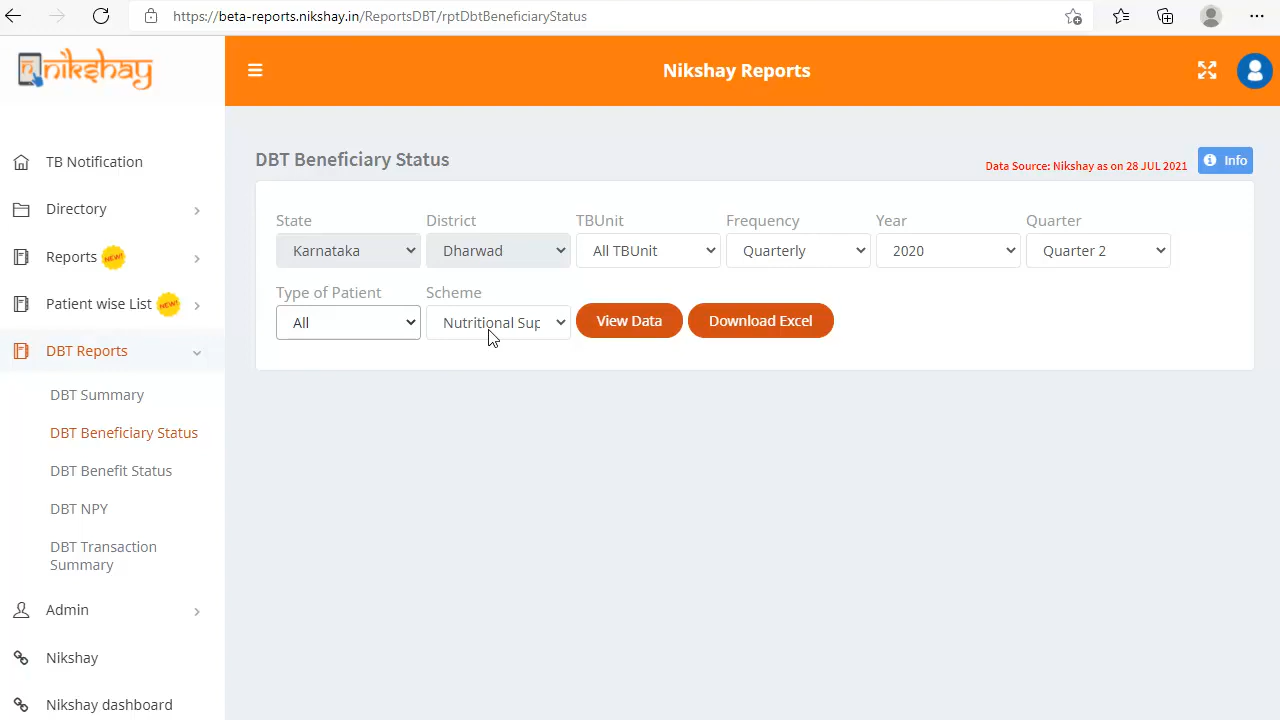 https://beta-reports.nikshay.in/ReportsDBT/rptDbtBeneficiaryStatus
nikshay
Nikshay Reports
TB Notification
Directory
Reports NEW!
Patient wise List NEW!
DBT Reports
DBT Summary
DBT Beneficiary Status
DBT Benefit Status
DBT NPY
DBT Transaction
Summary
Admin
Nikshay
Nikshay dashboard
DBT Beneficiary Status
Data Source: Nikshay as on 28 JUL 2021
Info
State District TBUnit Frequency Year Quarter
Karnataka Dharwad All TBUnit Quarterly 2020 Quarter 2
Type of Patient Scheme
All Nutritional Sup View Data Download Excel